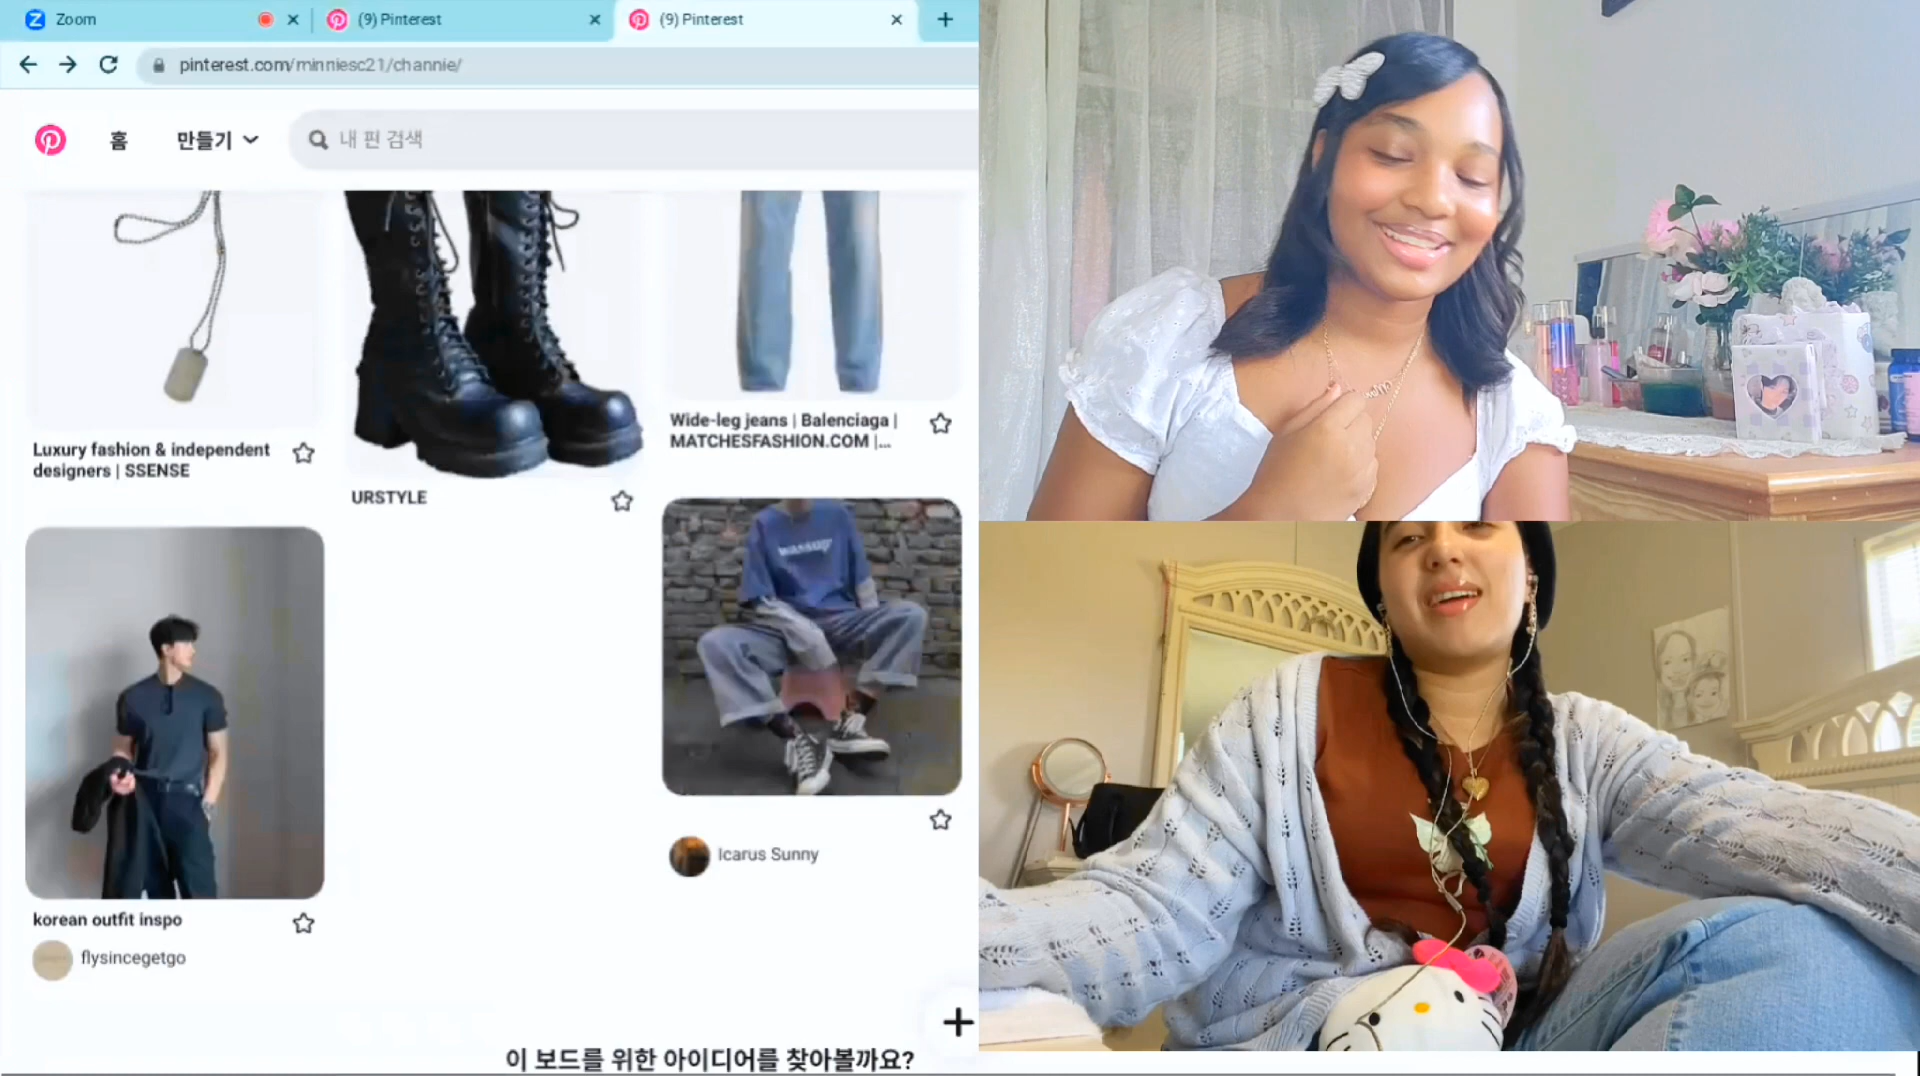 Zoom
(9) Pinterest
(9) Pinterest
pinterest.com/minniesc21/channie/
홈
만들기
내 핀 검색
Luxury fashion & independent
designers | SSENSE
URSTYLE
Wide-leg jeans | Balenciaga |
MATCHESFASHION.COM |...
wassup
Icarus Sunny
korean outfit inspo
flysincegetgo
이 보드를 위한 아이디어를 찾아볼까요?